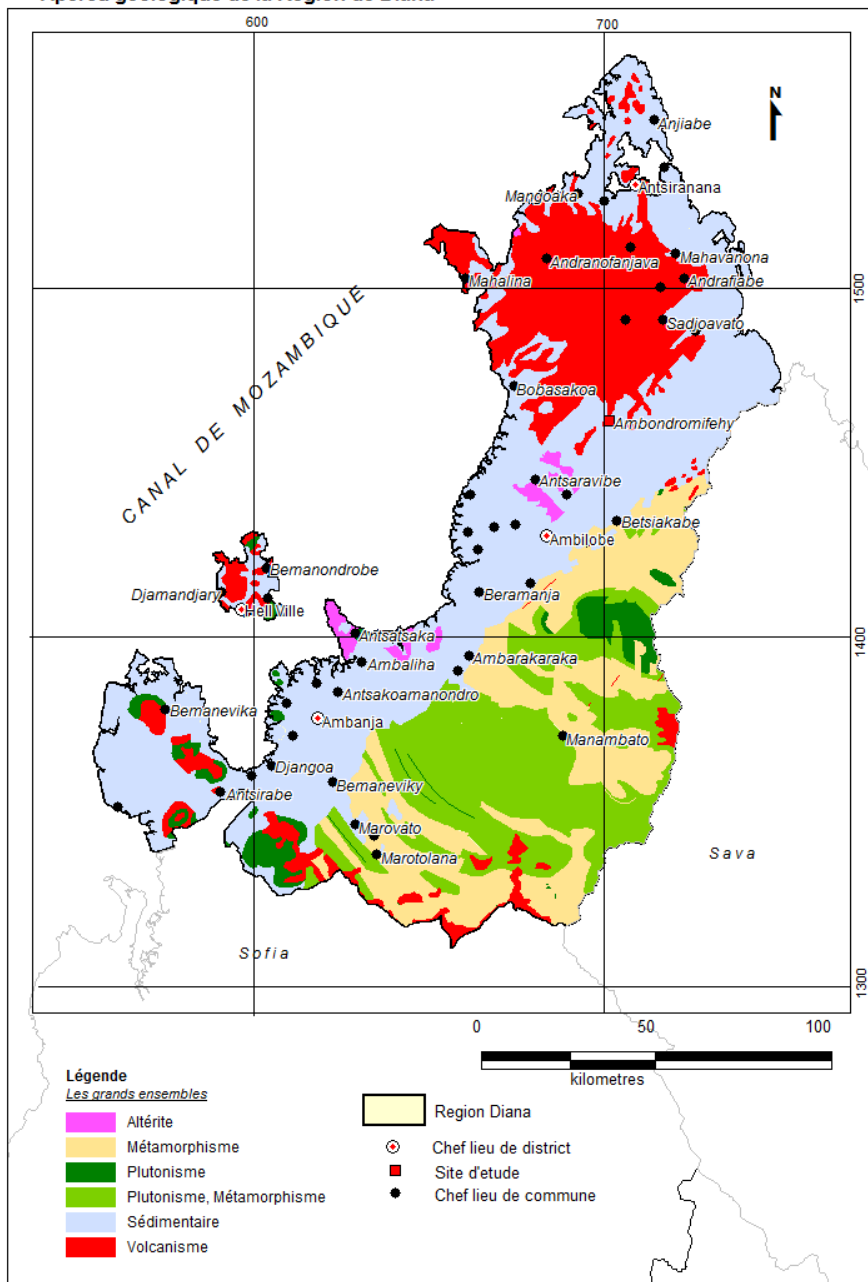 600
700
N
Anjiabe
Antsiranana
Mangoaka
Mahavanona
Andranofanjava
Mahalina
Andrafiabe
1500
Sadjoavato
CANAL DE MOZAMBIQUE
Bobasakoa
Ambondromifehy
Antsaravibe
Betsiakabe
Ambilobe
Bemanondrobe
Djamandjary
Beramanja
Hell Ville
Antsatsaka
1400
Ambaliha
Ambarakaraka
Antsakoamanondro
Bemanevika
Ambanja
Manambato
Djangoa
Bemaneviky
Antsirabe
Marovato
Marotolana
Sava
Sofia
1300
0 50 100
kilometres
Légende
Les grands ensembles
Altérite
Métamorphisme
Plutonisme
Plutonisme, Métamorphisme
Sédimentaire
Volcanisme
Region Diana
Chef lieu de district
Site d'etude
Chef lieu de commune